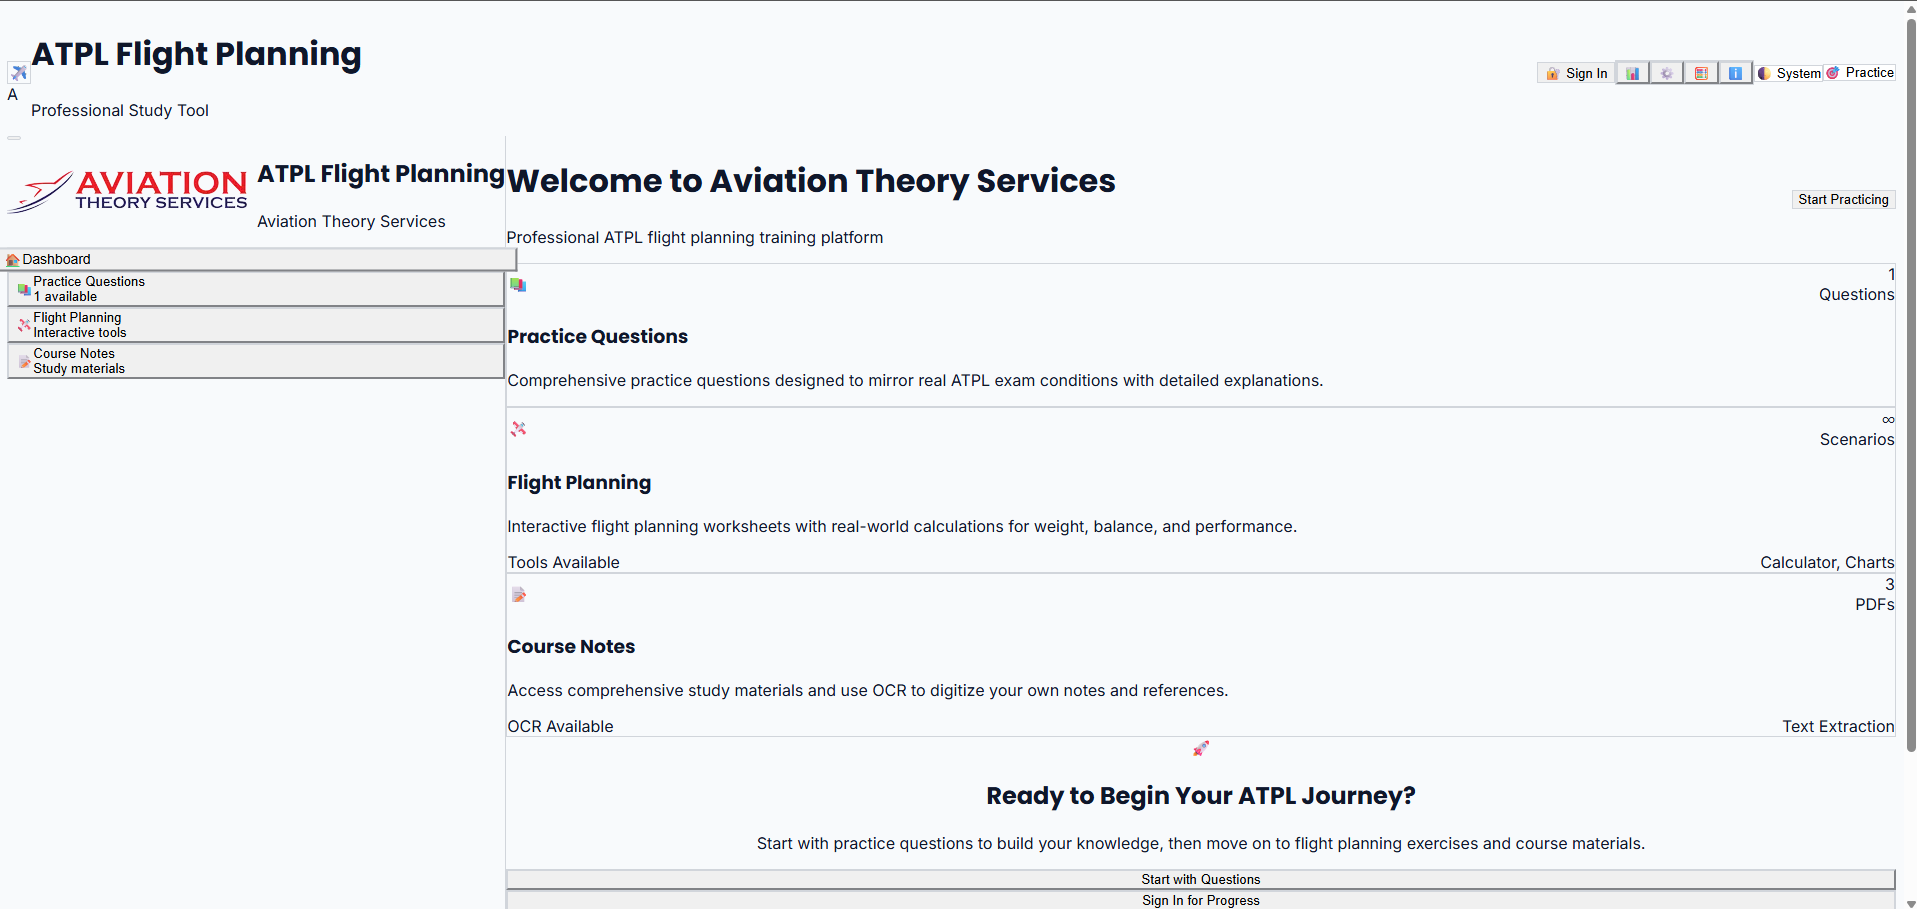 ATPL Flight Planning
A
Professional Study Tool
Sign In
System
Practice
AVIATION
THEORY SERVICES
ATPL Flight Planning
Aviation Theory Services
Dashboard
Practice Questions
1 available
Flight Planning
Interactive tools
Course Notes
Study materials
Welcome to Aviation Theory Services
Start Practicing
Professional ATPL flight planning training platform
1
Questions
Practice Questions
Comprehensive practice questions designed to mirror real ATPL exam conditions with detailed explanations.
∞
Scenarios
Flight Planning
Interactive flight planning worksheets with real-world calculations for weight, balance, and performance.
Tools Available
Calculator, Charts
3
PDFs
Course Notes
Access comprehensive study materials and use OCR to digitize your own notes and references.
OCR Available
Text Extraction
Ready to Begin Your ATPL Journey?
Start with practice questions to build your knowledge, then move on to flight planning exercises and course materials.
Start with Questions
Sign In for Progress